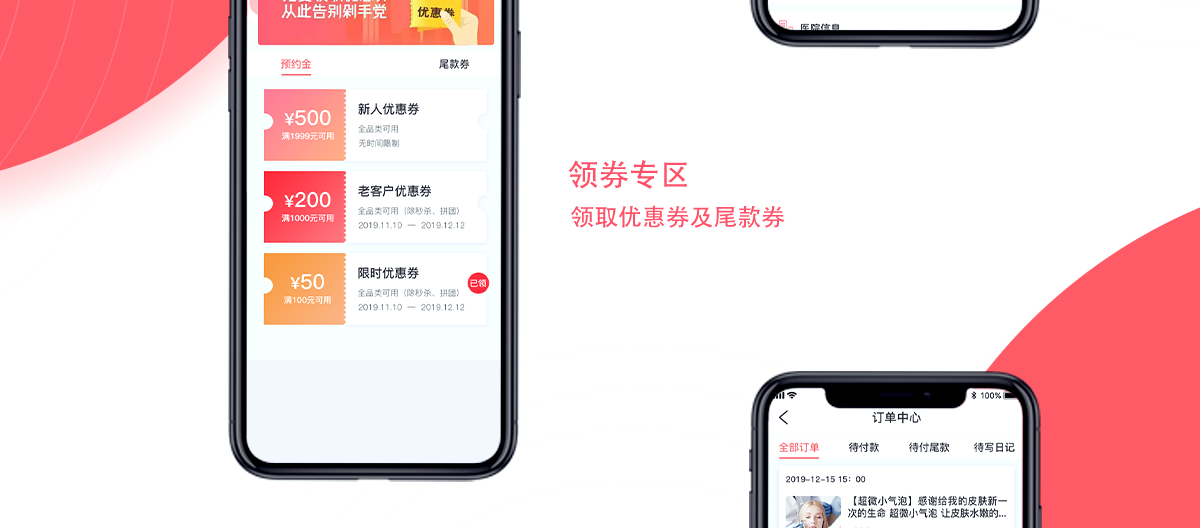 从此告别剁手党
优惠券
预约金
尾款券
¥500
满1999元可用
新人优惠券
全品类可用
无时间限制
¥200
满1000元可用
老客户优惠券
全品类可用（除秒杀、拼团）
2019.11.10 — 2019.12.12
¥50
满100元可用
限时优惠券
全品类可用（除秒杀、拼团）
2019.11.10 — 2019.12.12
已领
医院信息
领券专区
领取优惠券及尾款券
100%
订单中心
全部订单
待付款
待付尾款
待写日记
2019-12-15 15：00
【超微小气泡】感谢给我的皮肤新一
次的生命 超微小气泡 让皮肤水嫩的...